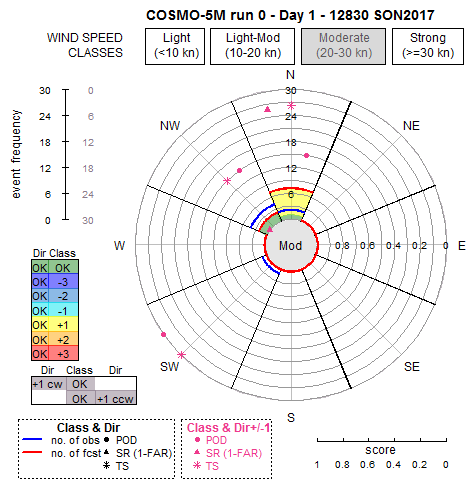 COSMO-5M run 0 - Day 1 - 12830 SON2017
WIND SPEED CLASSES
Light (<10 kn)
Light-Mod (10-20 kn)
Moderate (20-30 kn)
Strong (>=30 kn)
event frequency
30 0
24 6
18 12
12 18
6 24
0 30
N
NW
NE
W
E
SW
SE
S
30
24
18
12
6
Mod
0.8 0.6 0.4 0.2 0
Dir Class
OK OK
OK -3
OK -2
OK -1
OK +1
OK +2
OK +3
Dir Class Dir
+1 cw OK
OK +1 ccw
Class & Dir
no. of obs POD
no. of fcst SR (1-FAR)
TS
Class & Dir+/-1
POD
SR (1-FAR)
TS
score
1 0.8 0.6 0.4 0.2 0